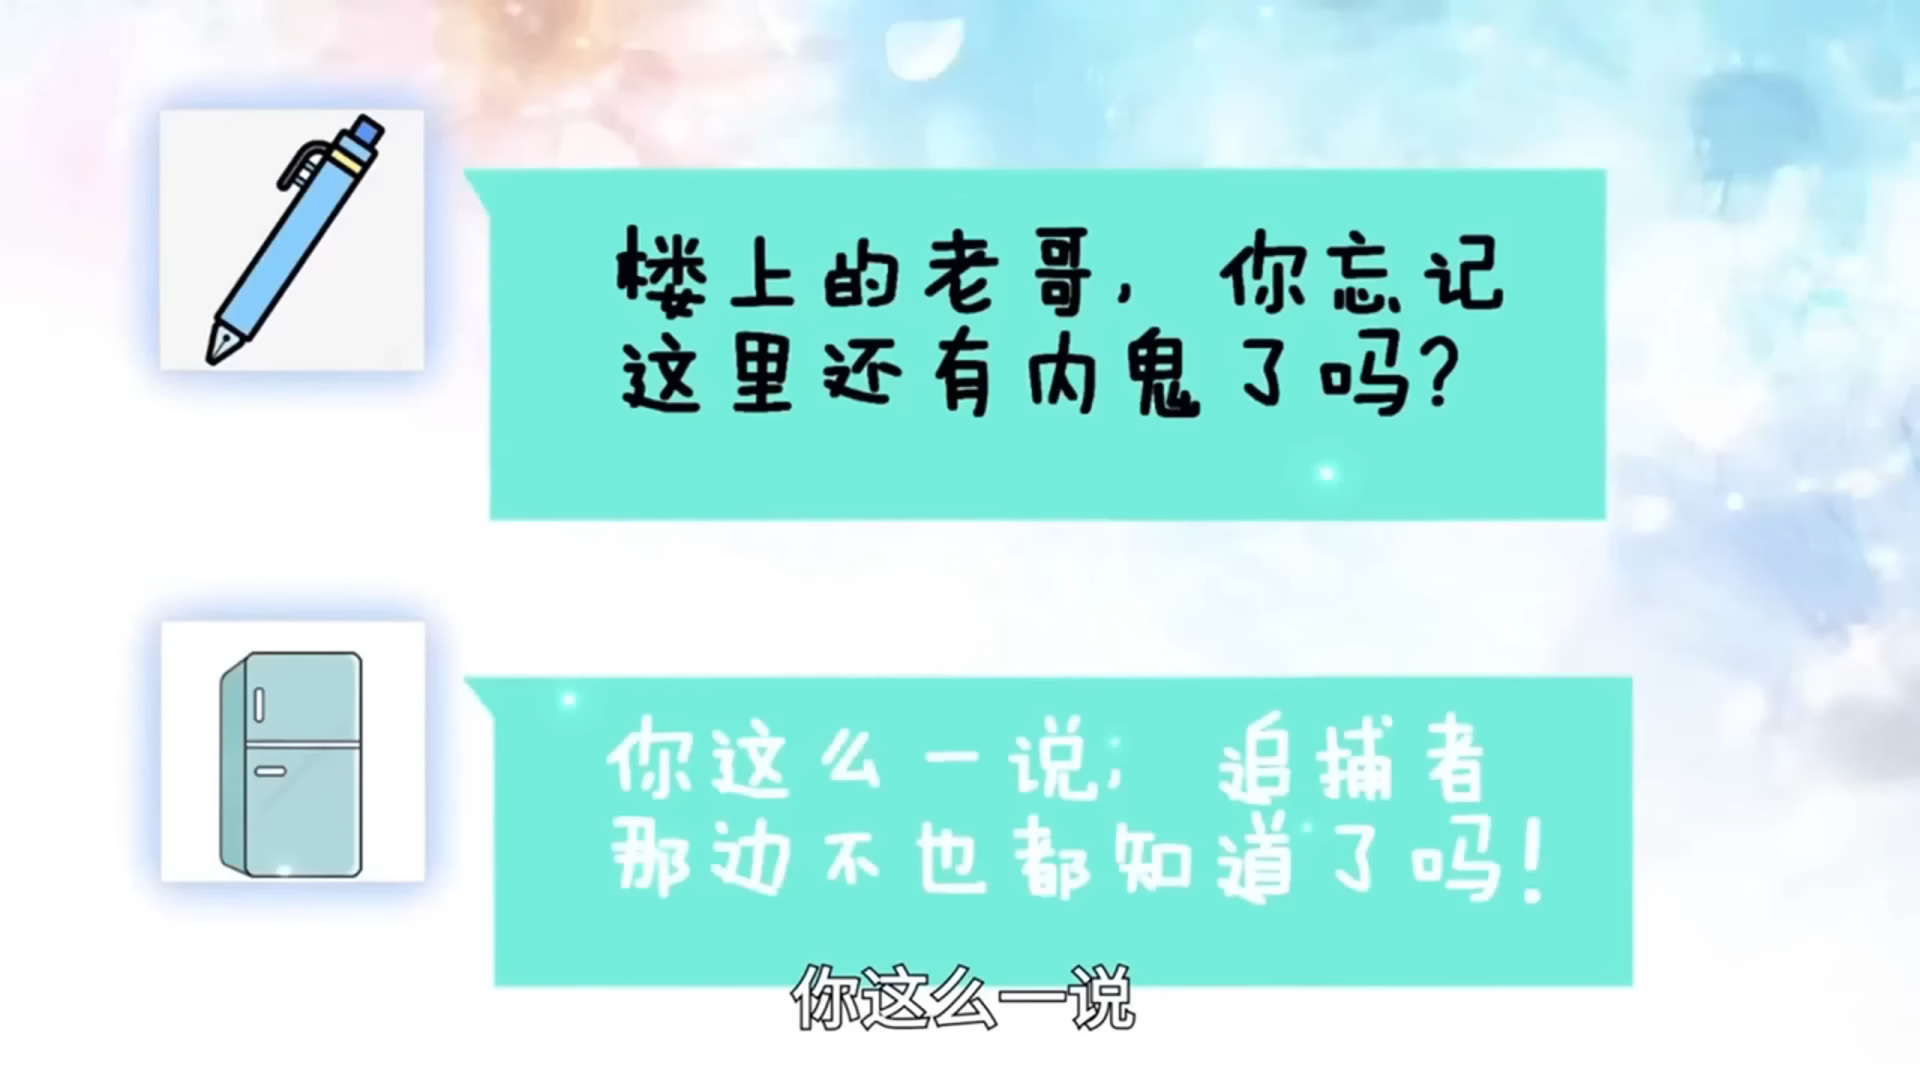 楼上的老哥，你忘记
这里还有内鬼了吗？
你这么一说，追捕者
那边不也都知道了吗！
你这么一说